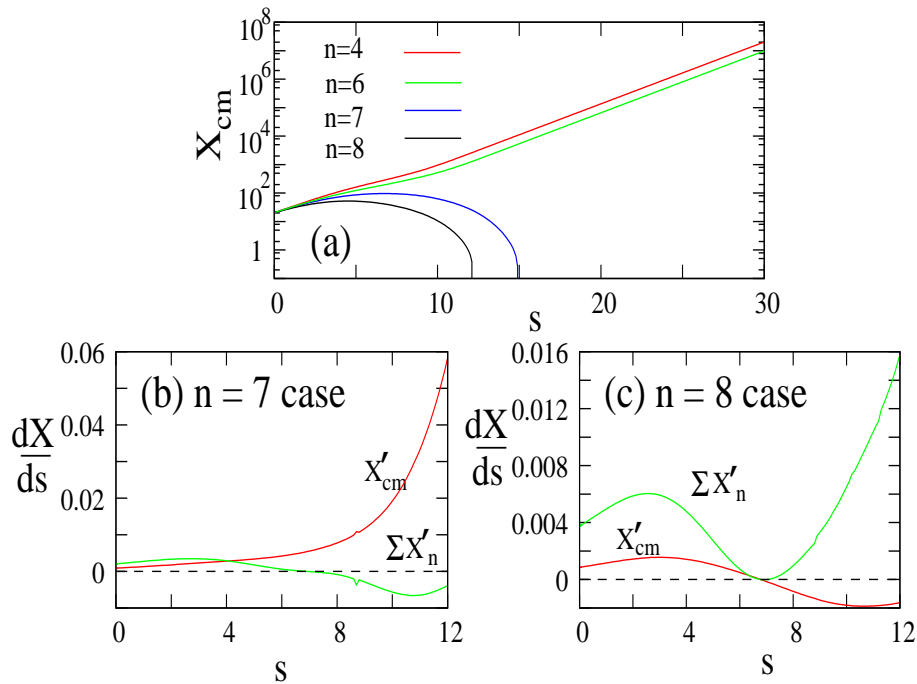 10^8
10^6
10^4
10^2
1
X_cm
n=4
n=6
n=7
n=8
(a)
0 10 20 30
s
0.06
0.04
0.02
0
dX
ds
(b) n = 7 case
X'_cm
ΣX'_n
0 4 8 12
s
0.016
0.012
0.008
0.004
0
dX
ds
(c) n = 8 case
ΣX'_n
X'_cm
0 4 8 12
s